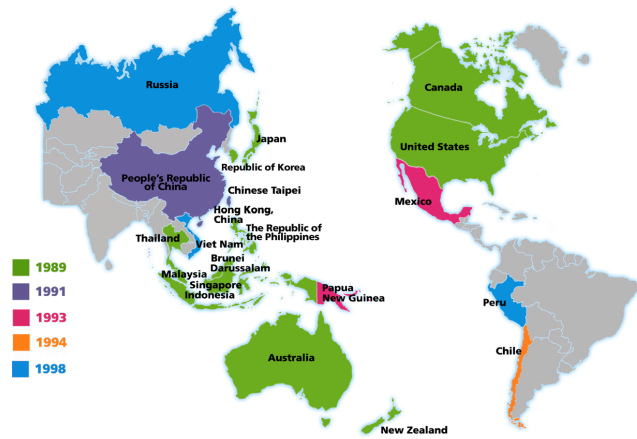 Russia
Canada
Japan
United States
Republic of Korea
People's Republic
of China
Chinese Taipei
Mexico
Hong Kong,
China
The Republic of
the Philippines
Thailand
Viet Nam
Brunei
Darussalam
Malaysia
Singapore
Indonesia
Papua
New Guinea
Peru
Chile
Australia
New Zealand
1989
1991
1993
1994
1998